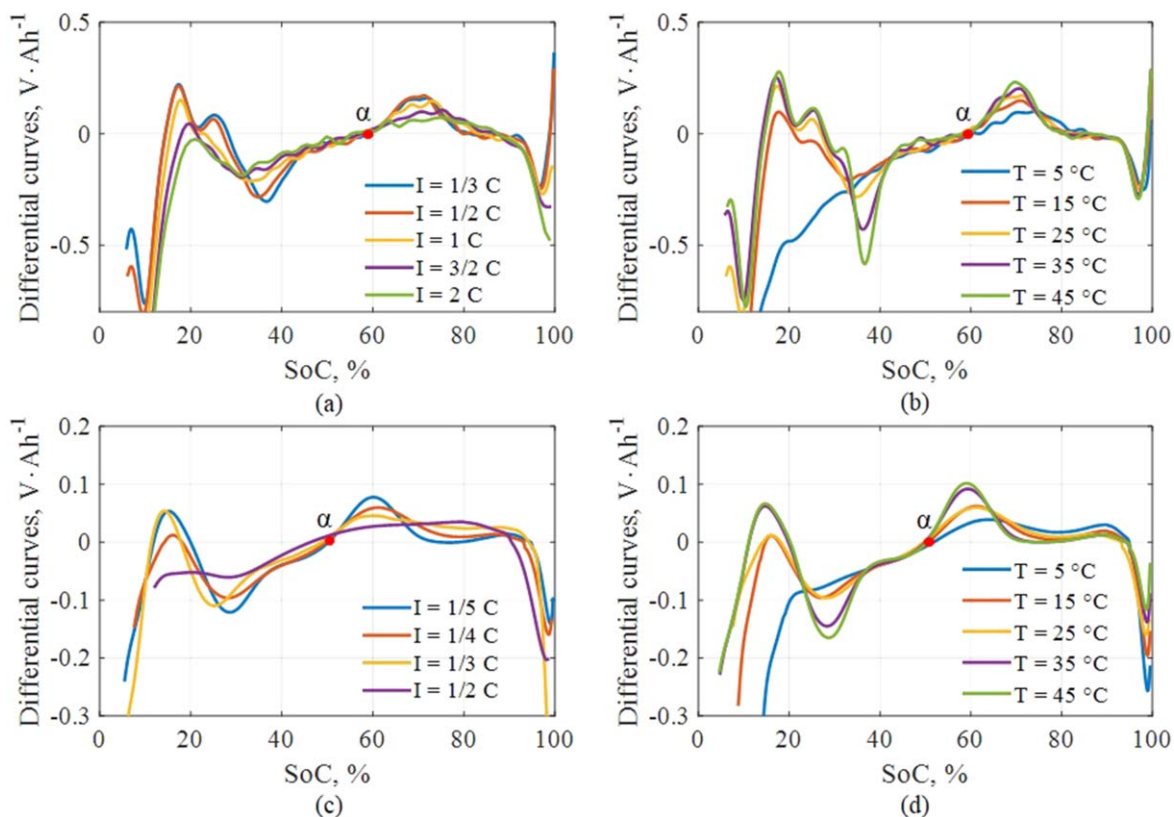 Differential curves, V · Ah⁻¹
0.5
0
-0.5
α
I = 1/3 C
I = 1/2 C
I = 1 C
I = 3/2 C
I = 2 C
0 20 40 60 80 100
SoC, %
(a)
Differential curves, V · Ah⁻¹
0.5
0
-0.5
α
T = 5 °C
T = 15 °C
T = 25 °C
T = 35 °C
T = 45 °C
0 20 40 60 80 100
SoC, %
(b)
Differential curves, V · Ah⁻¹
0.2
0.1
0
-0.1
-0.2
-0.3
α
I = 1/5 C
I = 1/4 C
I = 1/3 C
I = 1/2 C
0 20 40 60 80 100
SoC, %
(c)
Differential curves, V · Ah⁻¹
0.2
0.1
0
-0.1
-0.2
-0.3
α
T = 5 °C
T = 15 °C
T = 25 °C
T = 35 °C
T = 45 °C
0 20 40 60 80 100
SoC, %
(d)